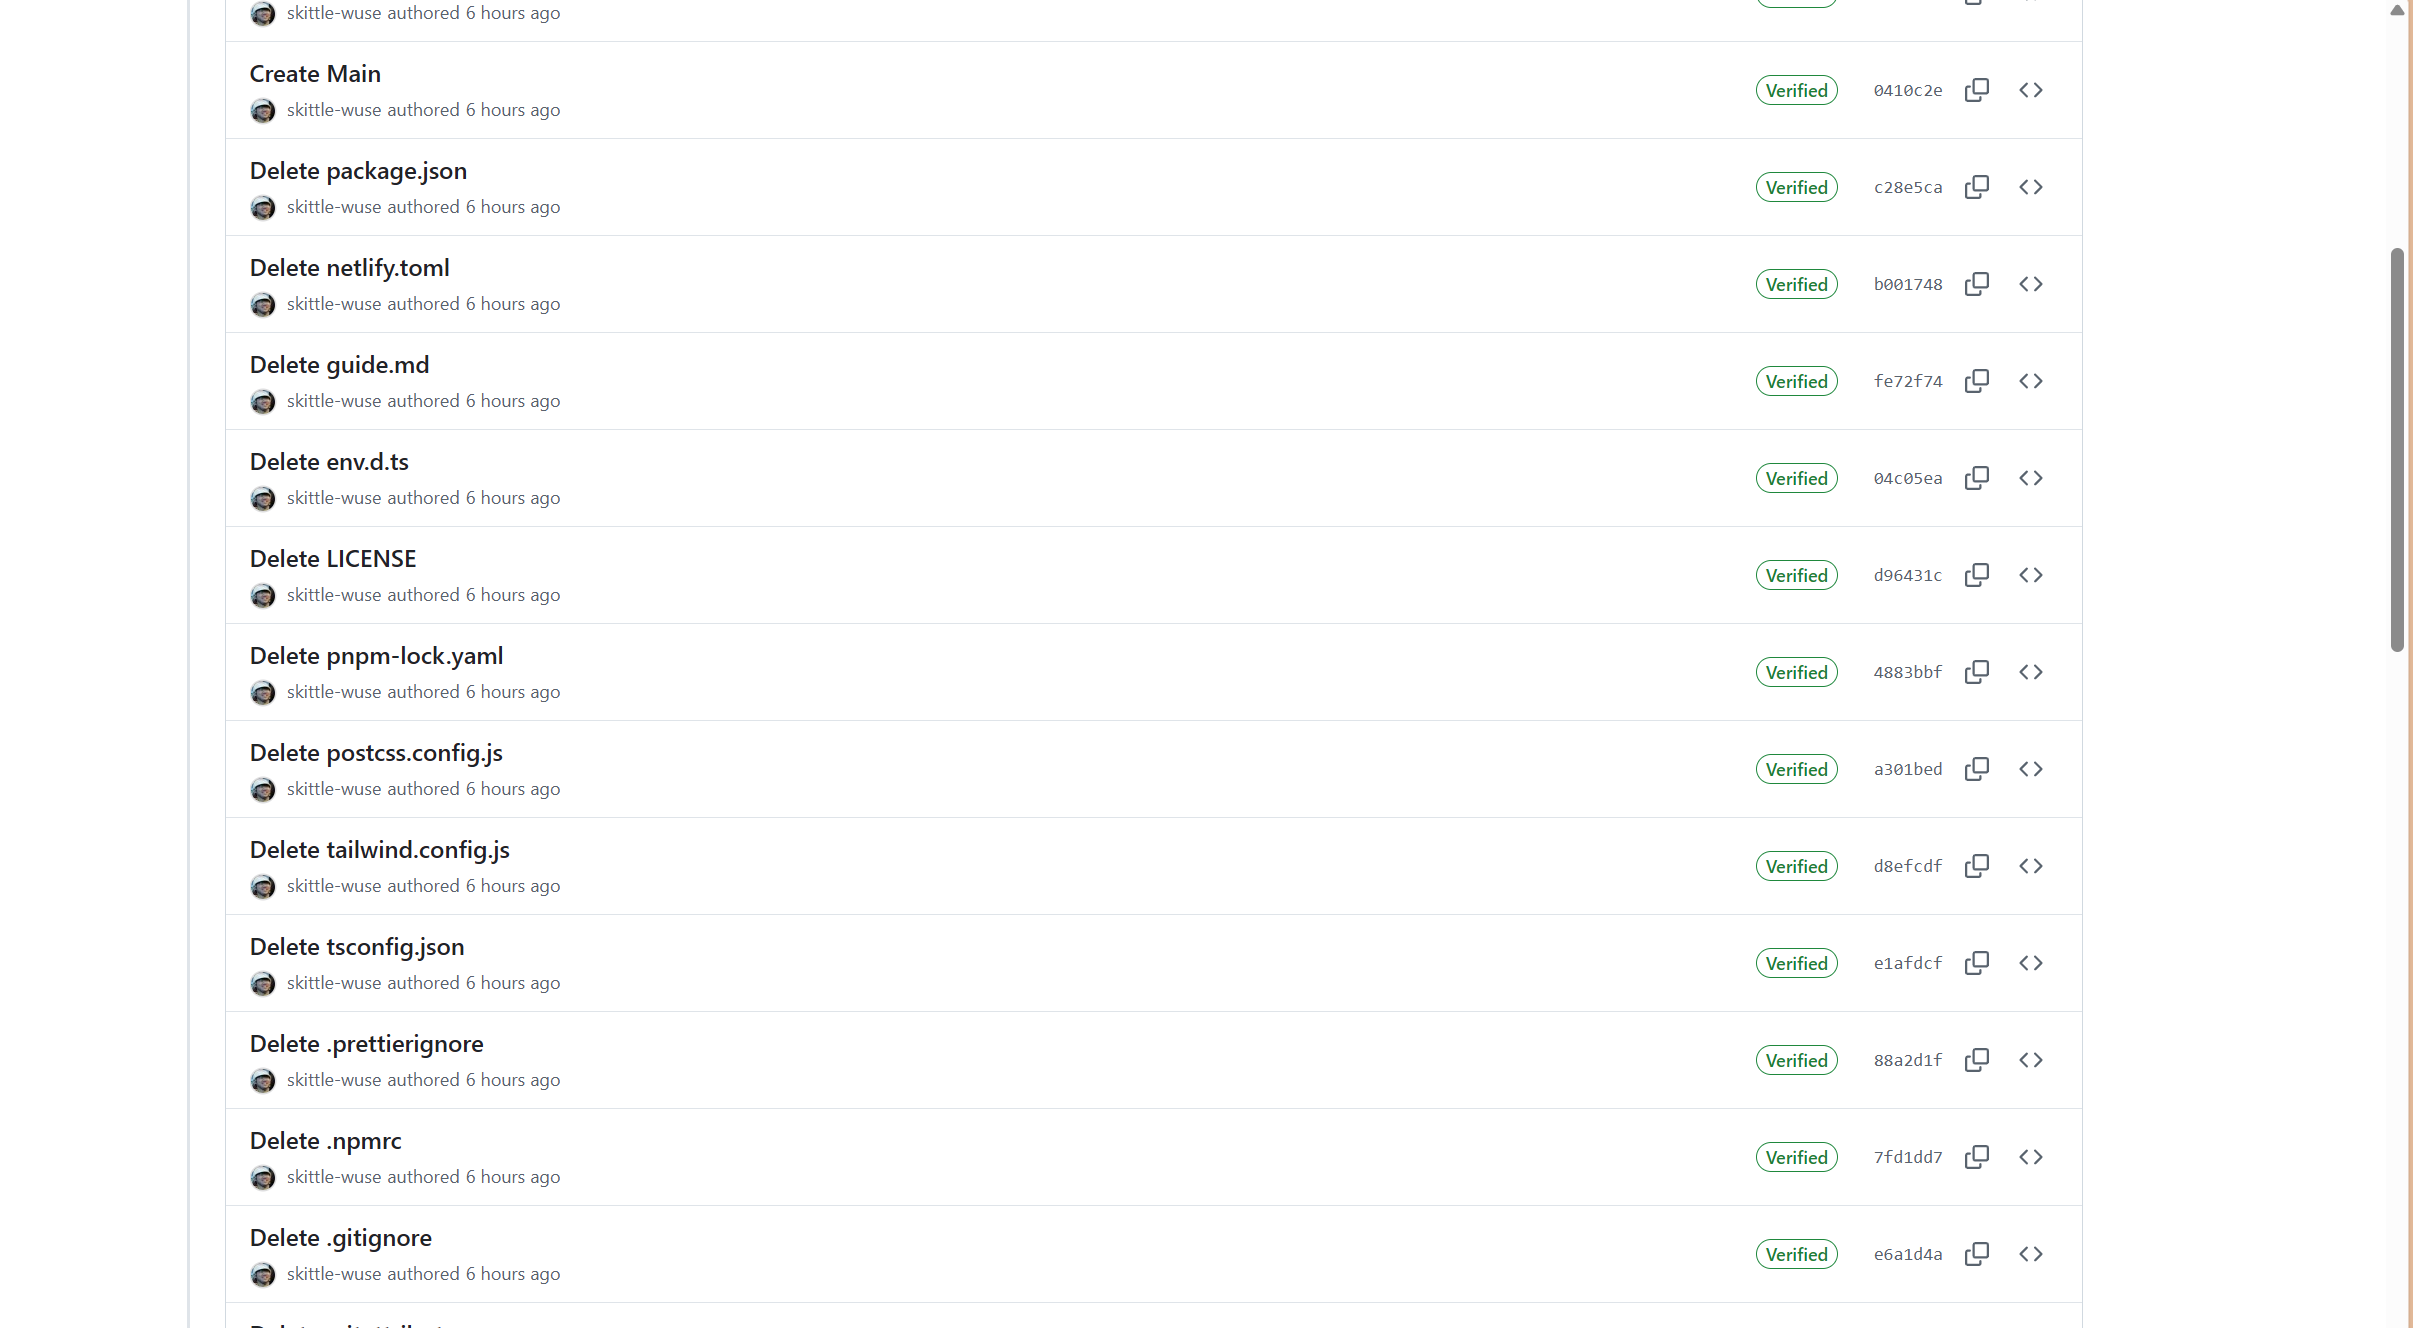 skittle-wuse authored 6 hours ago
Create Main
skittle-wuse authored 6 hours ago
Verified 0410c2e
Delete package.json
skittle-wuse authored 6 hours ago
Verified c28e5ca
Delete netlify.toml
skittle-wuse authored 6 hours ago
Verified b001748
Delete guide.md
skittle-wuse authored 6 hours ago
Verified fe72f74
Delete env.d.ts
skittle-wuse authored 6 hours ago
Verified 04c05ea
Delete LICENSE
skittle-wuse authored 6 hours ago
Verified d96431c
Delete pnpm-lock.yaml
skittle-wuse authored 6 hours ago
Verified 4883bbf
Delete postcss.config.js
skittle-wuse authored 6 hours ago
Verified a301bed
Delete tailwind.config.js
skittle-wuse authored 6 hours ago
Verified d8efcdf
Delete tsconfig.json
skittle-wuse authored 6 hours ago
Verified e1afdcf
Delete .prettierignore
skittle-wuse authored 6 hours ago
Verified 88a2d1f
Delete .npmrc
skittle-wuse authored 6 hours ago
Verified 7fd1dd7
Delete .gitignore
skittle-wuse authored 6 hours ago
Verified e6a1d4a